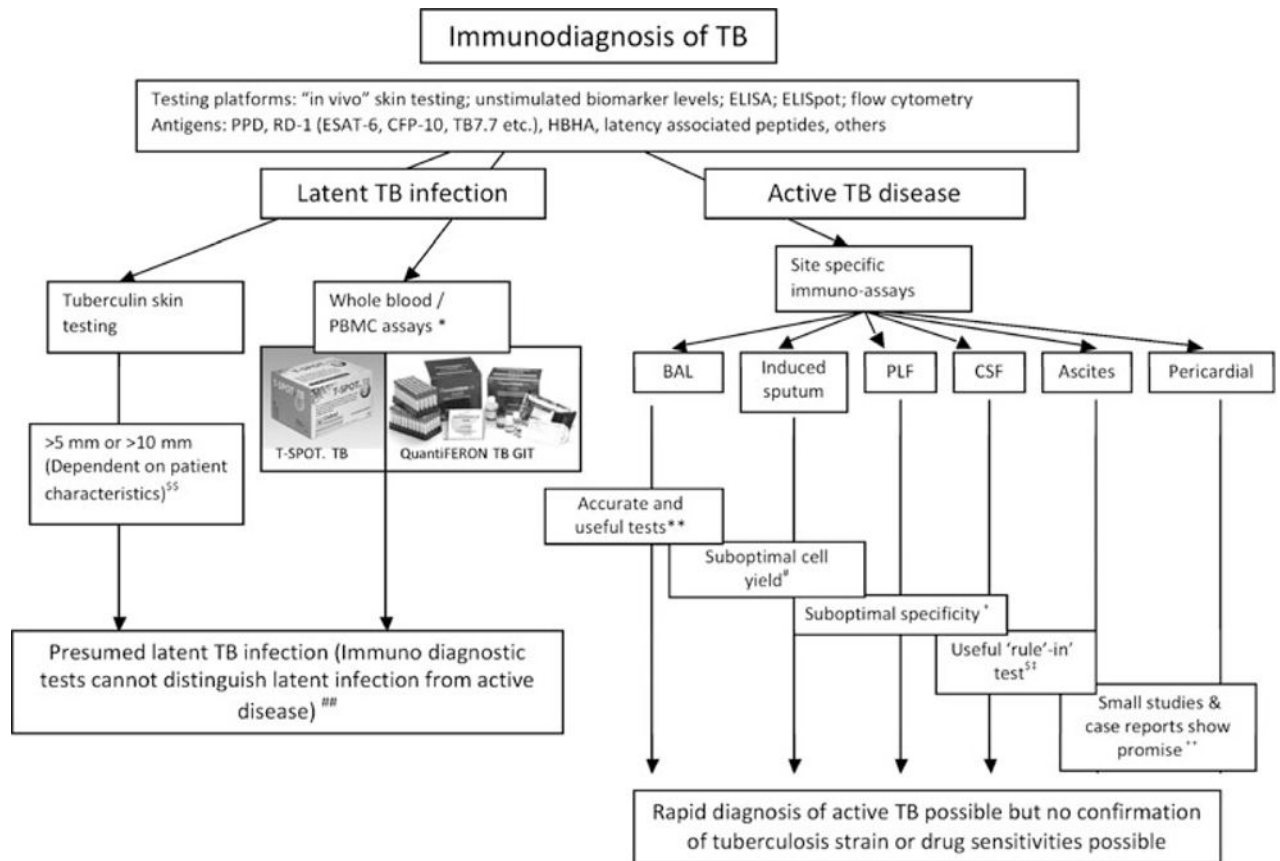 Immunodiagnosis of TB
Testing platforms: "in vivo" skin testing; unstimulated biomarker levels; ELISA; ELISpot; flow cytometry
Antigens: PPD, RD-1 (ESAT-6, CFP-10, TB7.7 etc.), HBHA, latency associated peptides, others
Latent TB infection
Active TB disease
Tuberculin skin
testing
Whole blood /
PBMC assays *
Site specific
immuno-assays
BAL
Induced
sputum
PLF
CSF
Ascites
Pericardial
T-SPOT.
T-SPOT. TB
QuantiFERON TB GIT
>5 mm or >10 mm
(Dependent on patient
characteristics)$$
Accurate and
useful tests**
Suboptimal cell
yield#
Suboptimal specificity
Useful 'rule'-in'
test
Small studies &
case reports show
promise
Presumed latent TB infection (Immuno diagnostic
tests cannot distinguish latent infection from active
disease) ##
Rapid diagnosis of active TB possible but no confirmation
of tuberculosis strain or drug sensitivities possible